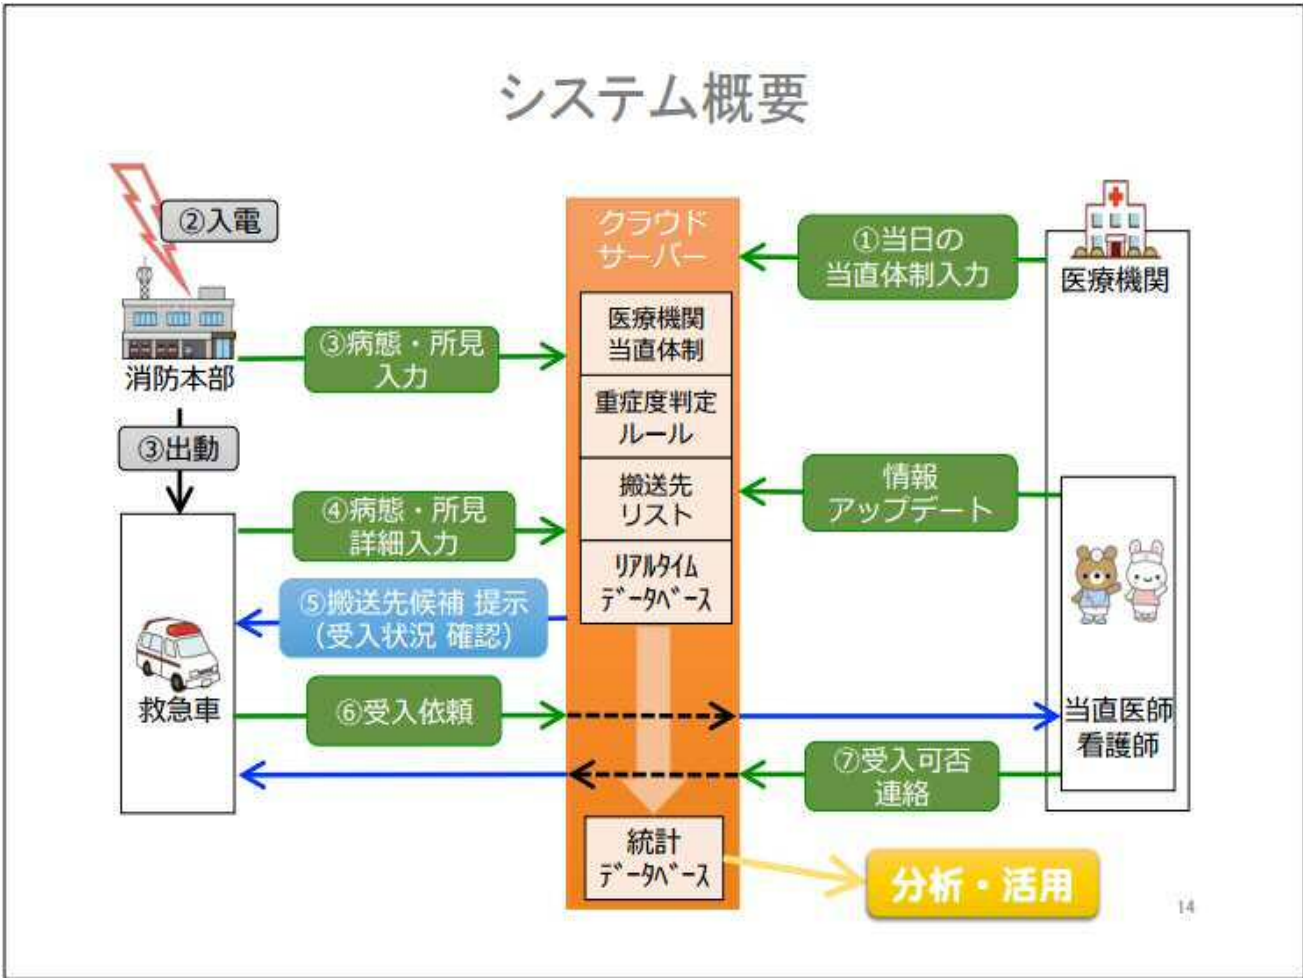 システム概要
②入電
消防本部
③病態・所見
入力
③出動
④病態・所見
詳細入力
⑤搬送先候補 提示
(受入状況 確認)
救急車
⑥受入依頼
クラウド
サーバー
医療機関
当直体制
重症度判定
ルール
搬送先
リスト
ﾘｱﾙﾀｲﾑ
ﾃﾞｰﾀﾍﾞｰｽ
統計
ﾃﾞｰﾀﾍﾞｰｽ
①当日の
当直体制入力
医療機関
情報
アップデート
当直医師
看護師
⑦受入可否
連絡
分析・活用
14